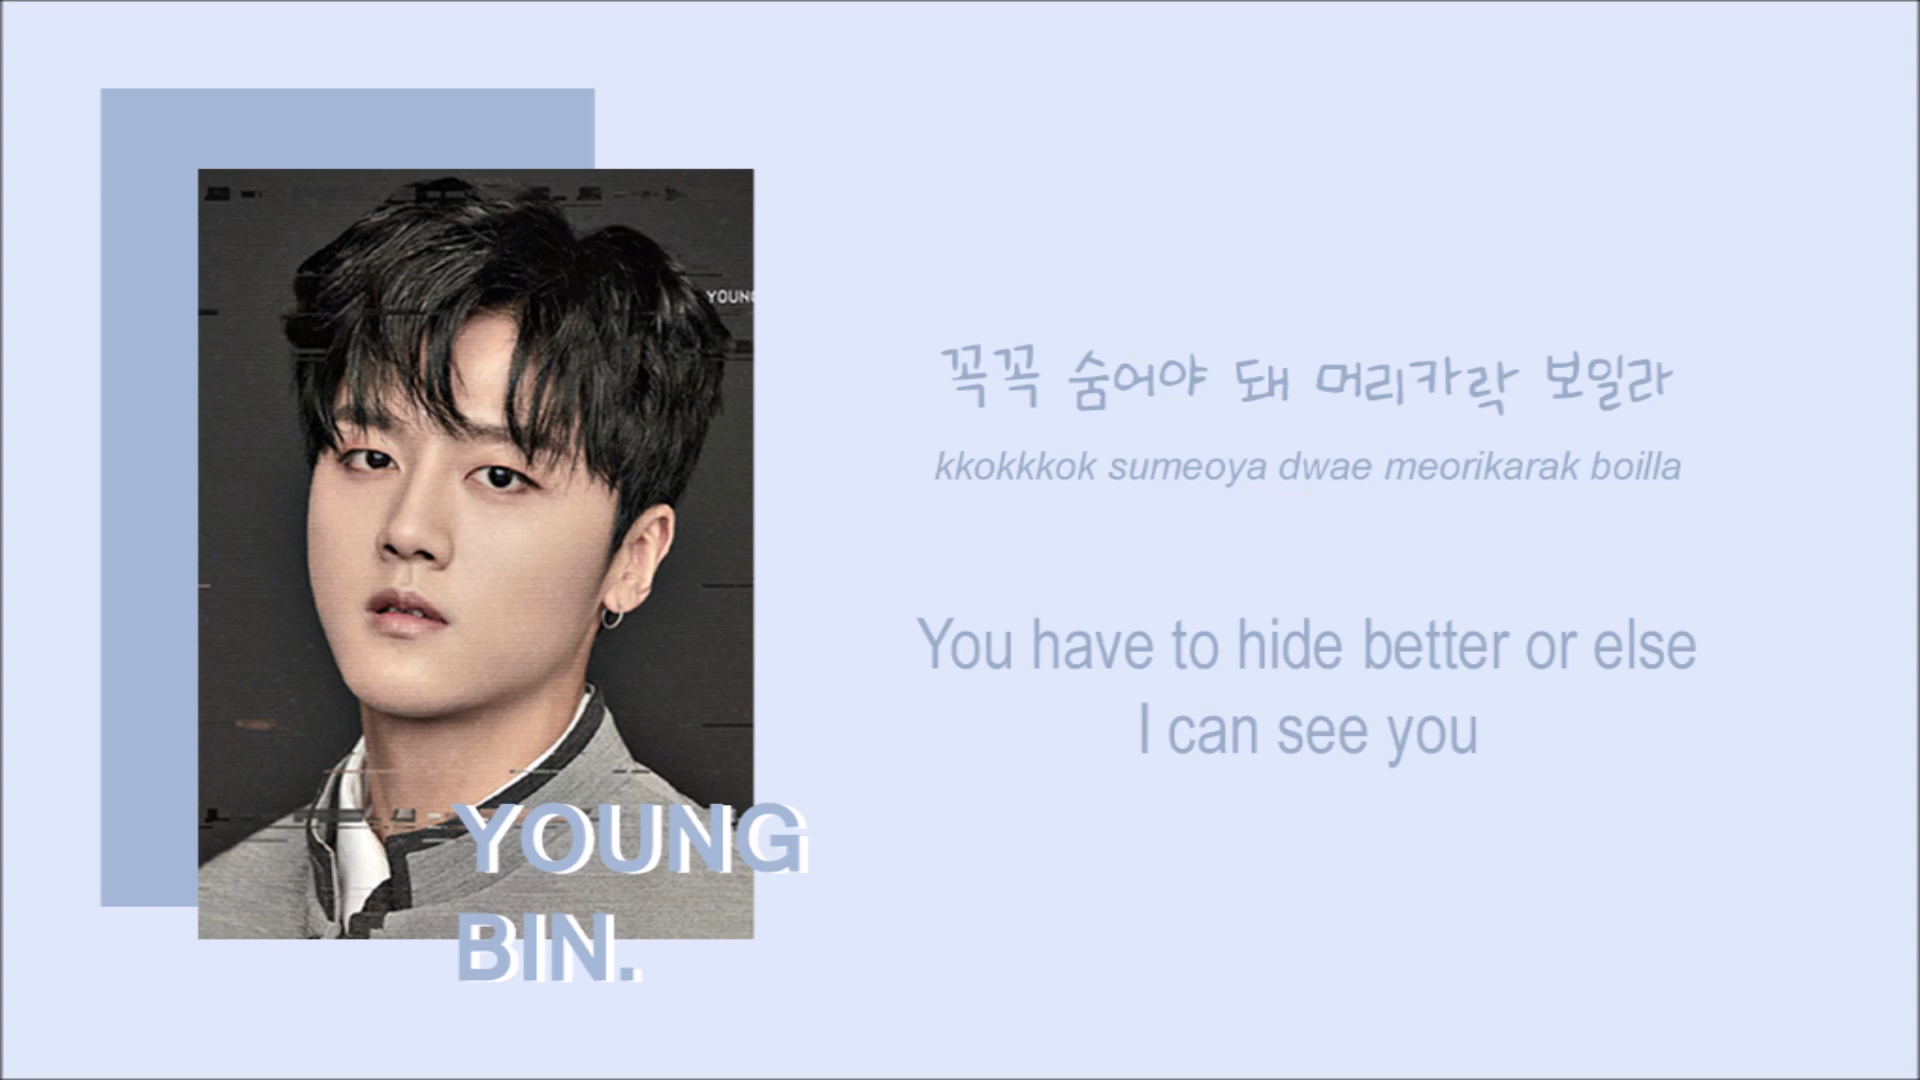 YOUNG
꼭꼭 숨어야 돼 머리카락 보일라
kkokkkok sumeoya dwae meorikarak boilla
You have to hide better or else
I can see you
YOUNG
BIN.